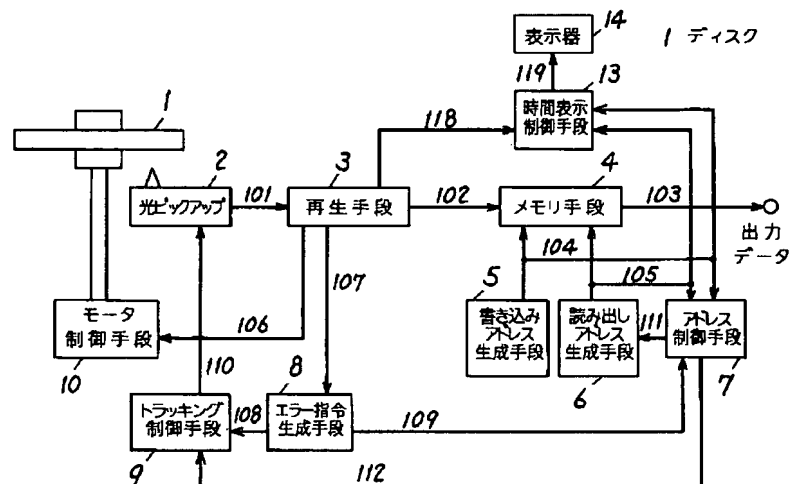 表示器
14
1 ディスク
119
13
時間表示
制御手段
1
118
2
3
4
光ピックアップ
101
再生手段
102
メモリ手段
103
出力
データ
104
107
105
5
書き込み
アドレス
生成手段
読み出し
アドレス
生成手段
111
アドレス
制御手段
6
7
モータ
制御手段
106
10
110
8
トラッキング
制御手段
108
エラー指令
生成手段
109
9
112